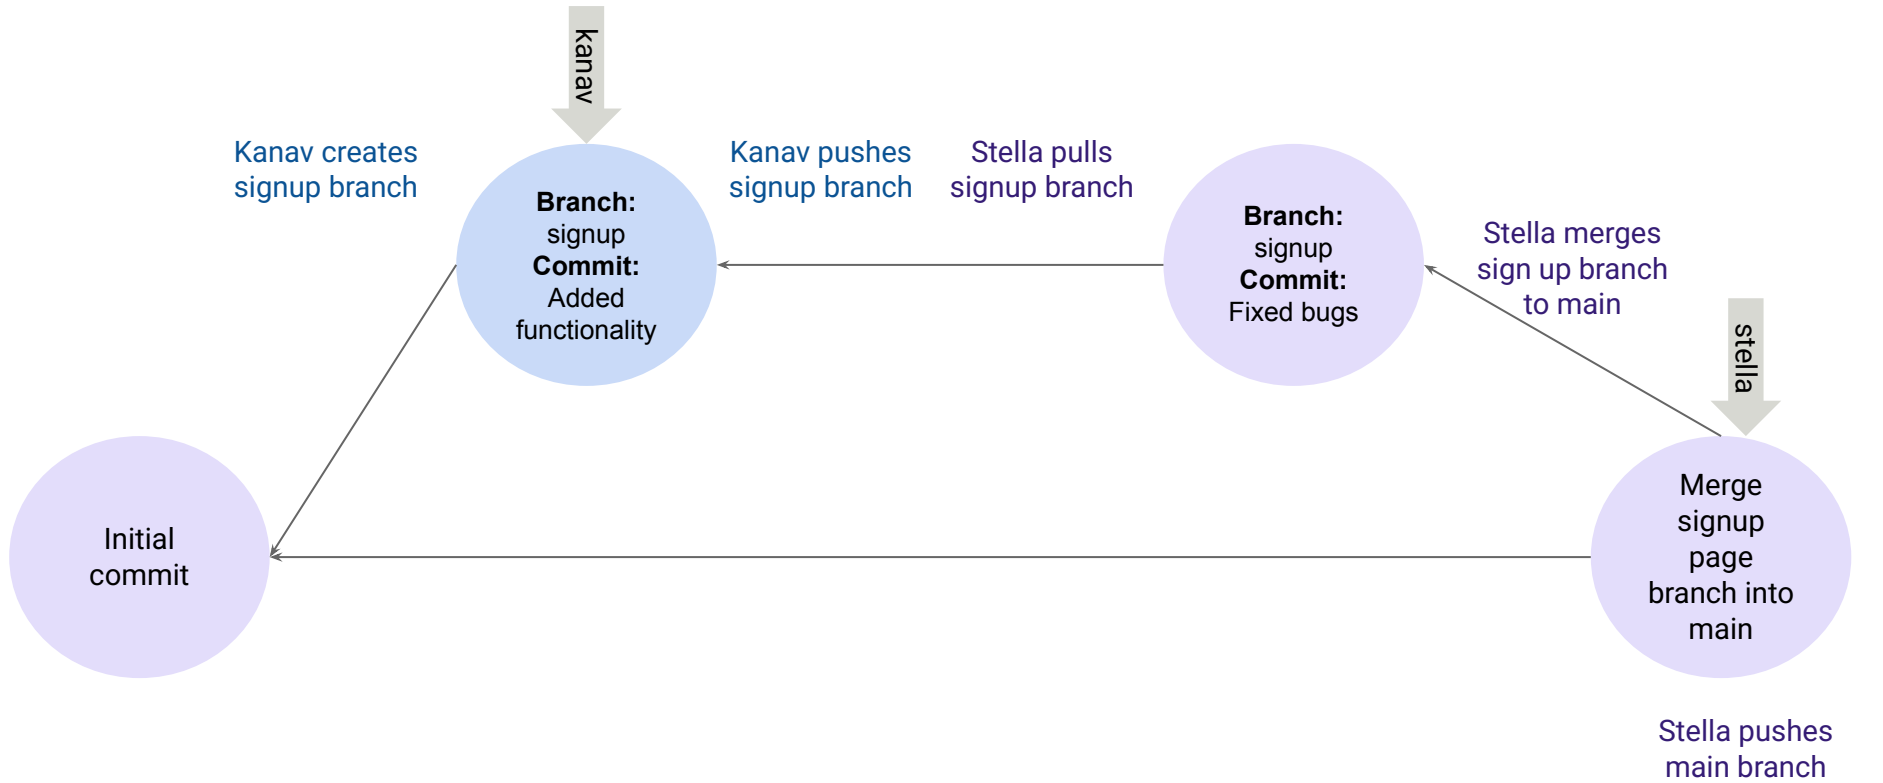 kanav
Kanav creates
signup branch
Branch:
signup
Commit:
Added
functionality
Kanav pushes
signup branch
Stella pulls
signup branch
Branch:
signup
Commit:
Fixed bugs
Stella merges
sign up branch
to main
stella
Initial
commit
Merge
signup
page
branch into
main
Stella pushes
main branch